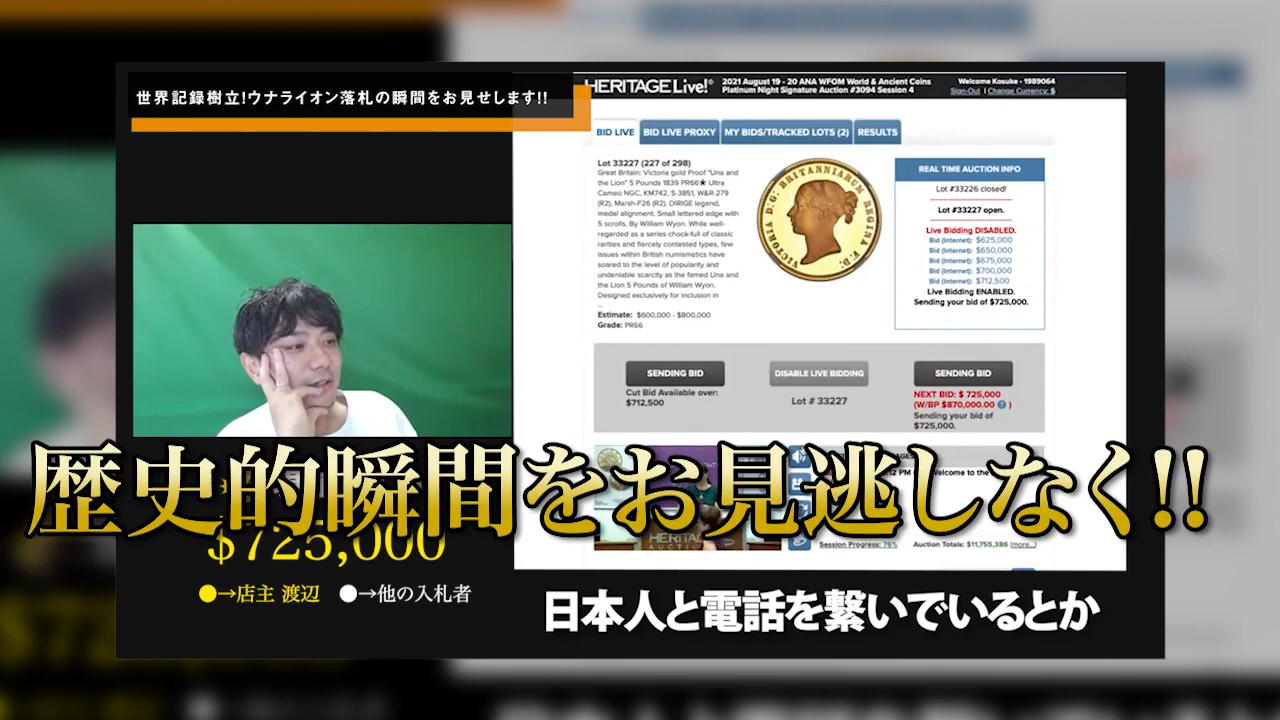 世界記録樹立!ウナライオン落札の瞬間をお見せします!!
HERITAGE Live!®
2021 August 19 - 20 ANA WFOM World & Ancient Coins
Platinum Night Signature Auction #3094 Session 4
Welcome Kosuke - 1989064
Sign-Out | Change Currency: $
BID LIVE
BID LIVE PROXY
MY BIDS/TRACKED LOTS (2)
RESULTS
Lot 33227 (227 of 298)
Great Britain: Victoria gold Proof "Una and
the Lion" 5 Pounds 1839 PR66★ Ultra
Cameo NGC, KM742, S-3851, W&R-279
(R2), Marsh-F26 (R2). DIRIGE legend,
medal alignment. Small lettered edge with
5 scrolls. By William Wyon. While well-
regarded as a series chock-full of classic
rarities and fiercely contested types, few
issues within British numismatics have
soared to the level of popularity and
undeniable scarcity as the famed Una and
the Lion 5 Pounds of William Wyon.
Designed exclusively for inclusion in
...
Estimate: $600,000 - $800,000
Grade: PR66
VICTORIA D:G: BRITANNIARUM REGINA F:D:
REAL TIME AUCTION INFO
Lot #33226 closed!
Lot #33227 open.
Live Bidding DISABLED.
Bid (Internet): $625,000
Bid (Internet): $650,000
Bid (Internet): $675,000
Bid (Internet): $700,000
Bid (Internet): $712,500
Live Bidding ENABLED.
Sending your bid of $725,000.
SENDING BID
Cut Bid Available over:
$712,500
DISABLE LIVE BIDDING
Lot # 33227
SENDING BID
NEXT BID: $ 725,000
(W/BP $870,000.00 ? )
Sending your bid of
$725,000.
歴史的瞬間をお見逃しなく!!
PM
Welcome to the
HERITAGE
AUCTIONS
Session Progress: 76%
Auction Totals: $11,755,386 (more...)
$725,000
●→店主 渡辺 ●→他の入札者
日本人と電話を繋いでいるとか